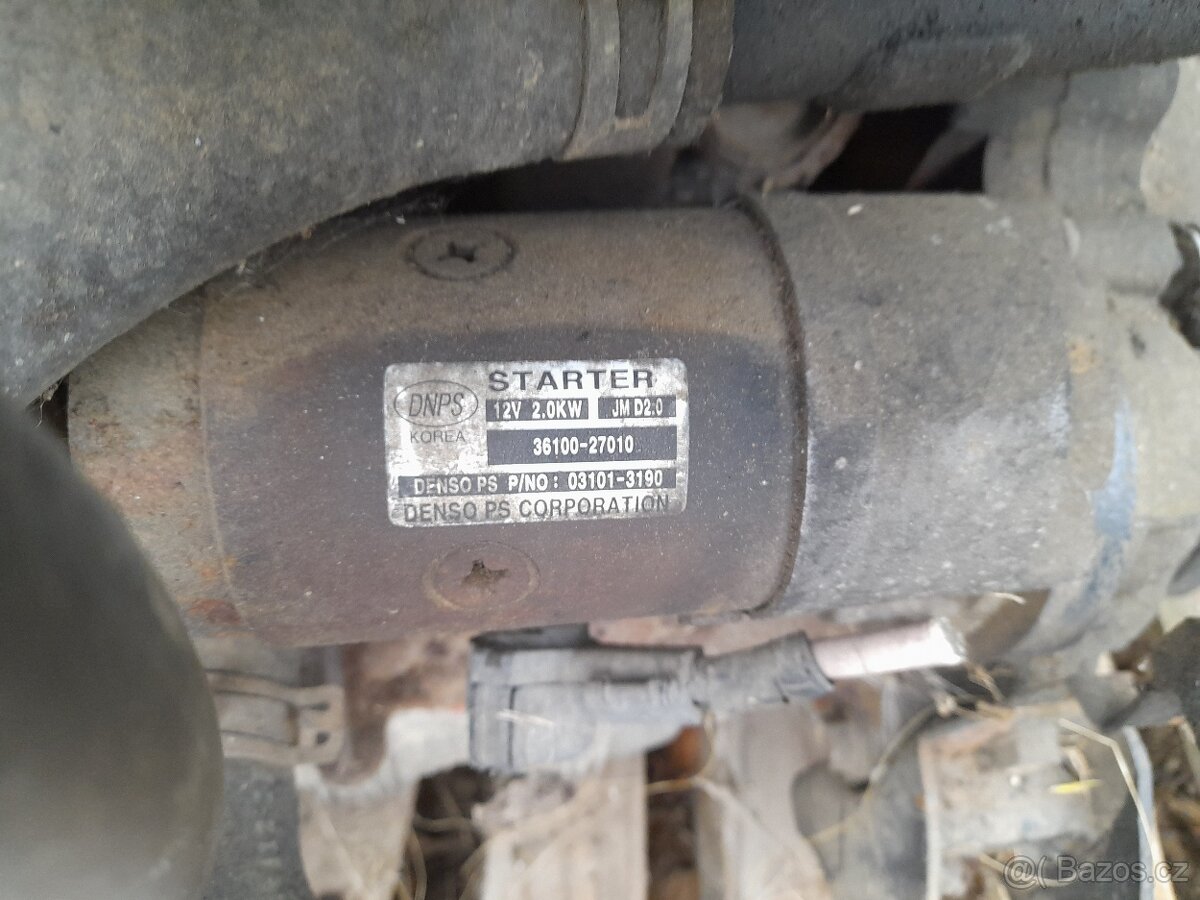 STARTER
DNPS
12V 2.0KW JM D2.0
KOREA
36100-27010
DENSO PS P/NO: 03101-3190
DENSO PS CORPORATION
@( Bazos.cz